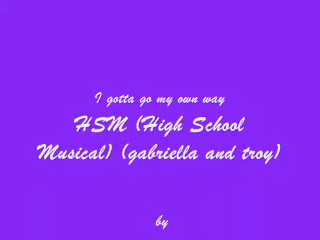 I gotta go my own way
HSM (High School
Musical) (gabriella and troy)
by